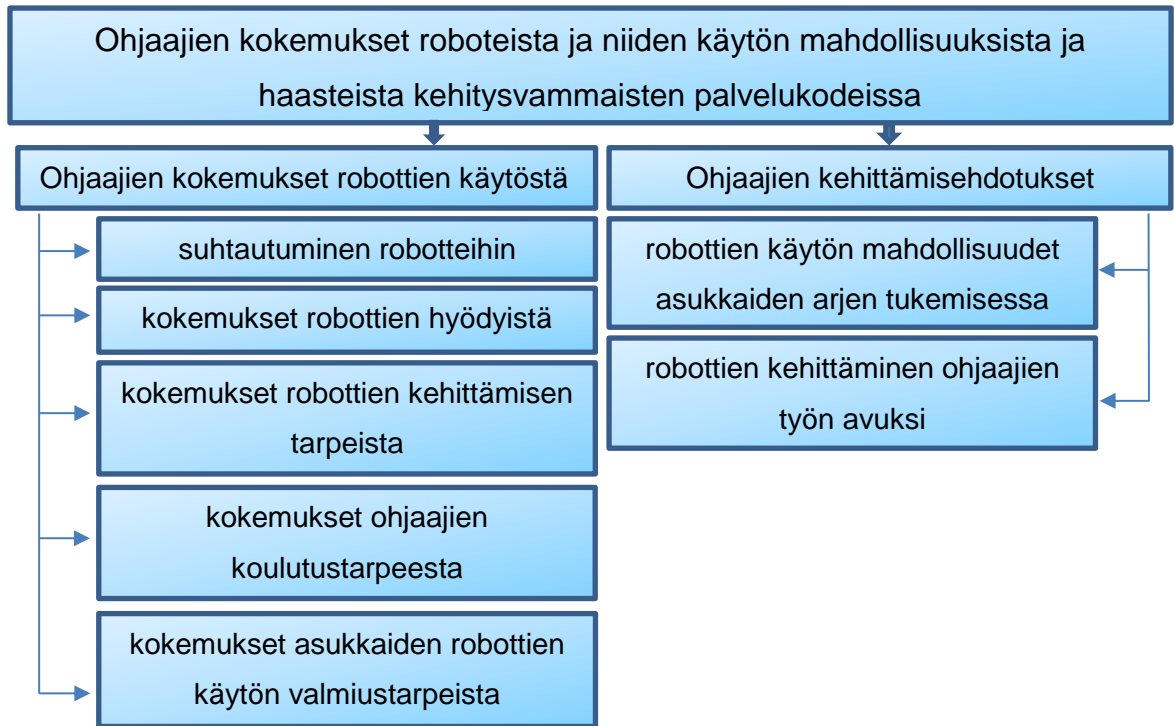 Ohjaajien kokemukset roboteista ja niiden käytön mahdollisuuksista ja
haasteista kehitysvammaisten palvelukodeissa
Ohjaajien kokemukset robottien käytöstä
suhtautuminen robotteihin
kokemukset robottien hyödyistä
kokemukset robottien kehittämisen
tarpeista
kokemukset ohjaajien
koulutustarpeesta
kokemukset asukkaiden robottien
käytön valmiustarpeista
Ohjaajien kehittämisehdotukset
robottien käytön mahdollisuudet
asukkaiden arjen tukemisessa
robottien kehittäminen ohjaajien
työn avuksi